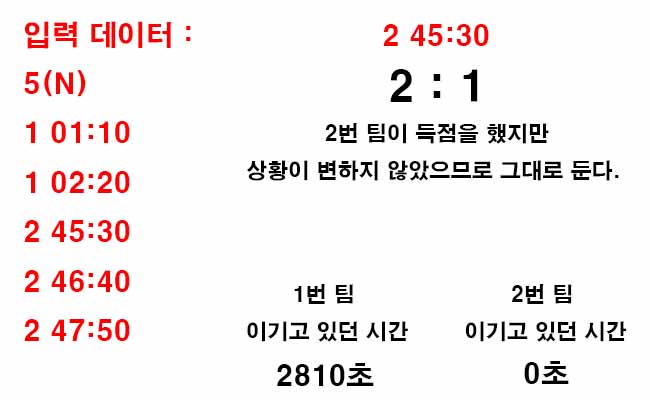 입력 데이터 :
5(N)
1 01:10
1 02:20
2 45:30
2 46:40
2 47:50
2 45:30
2 : 1
2번 팀이 득점을 했지만
상황이 변하지 않았으므로 그대로 둔다.
1번 팀
이기고 있던 시간
2810초
2번 팀
이기고 있던 시간
0초